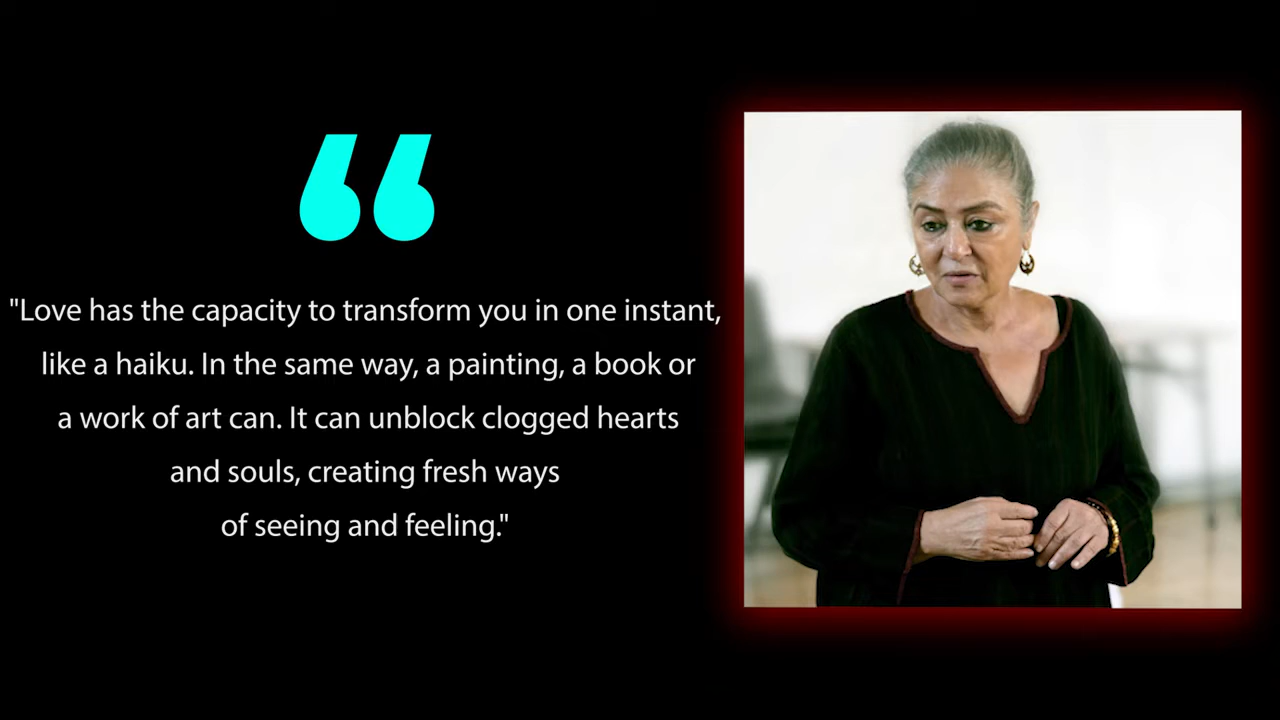 "Love has the capacity to transform you in one instant,
like a haiku. In the same way, a painting, a book or
a work of art can. It can unblock clogged hearts
and souls, creating fresh ways
of seeing and feeling."